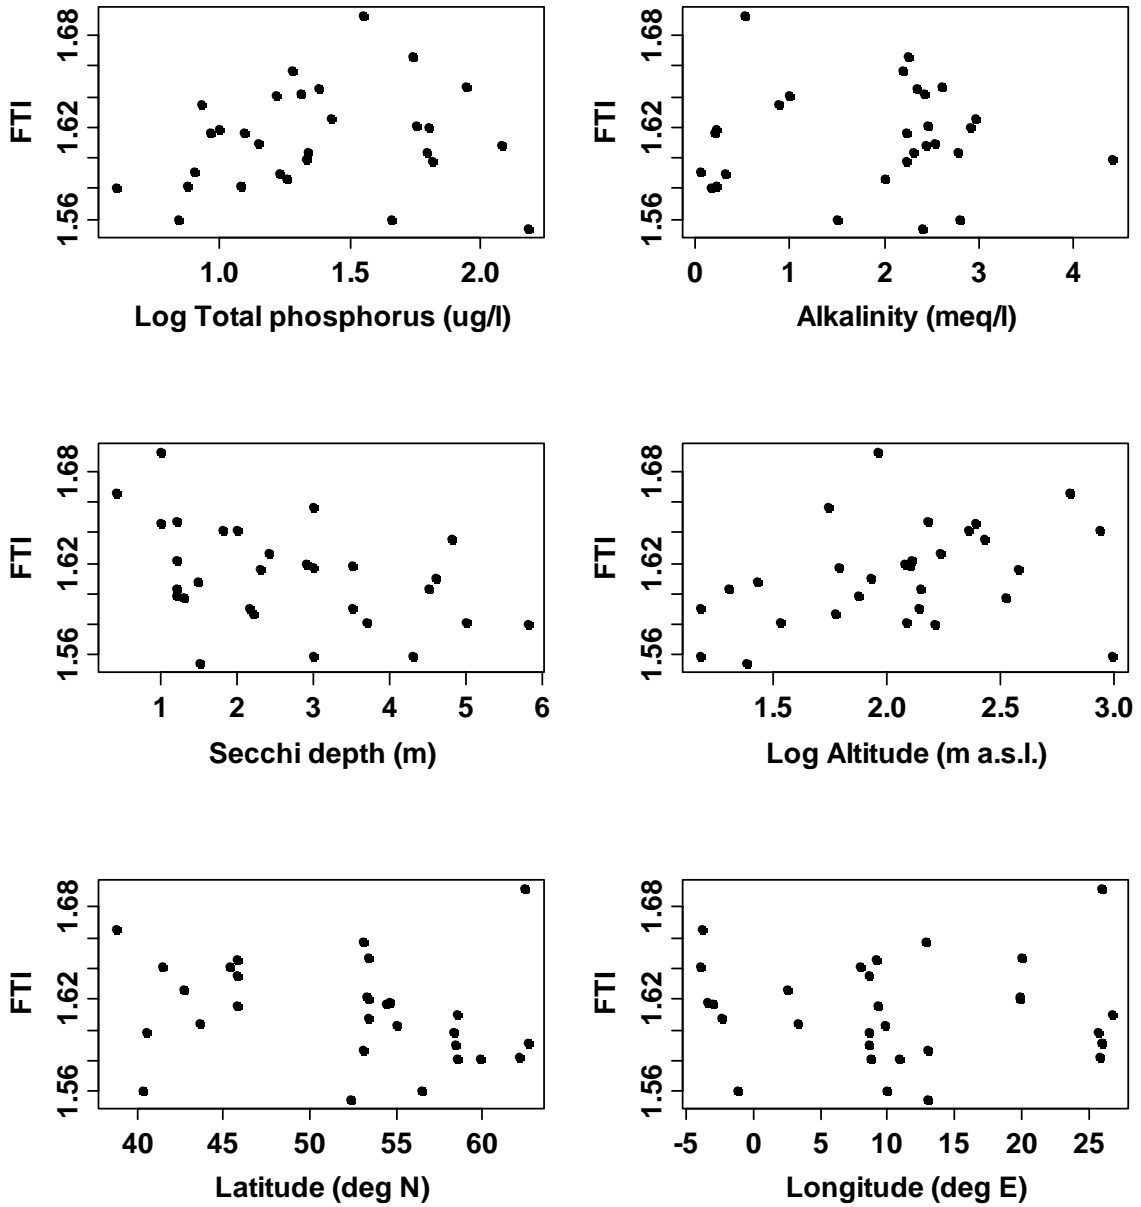 FTI
1.68
1.62
1.56
1.0 1.5 2.0
Log Total phosphorus (ug/l)
FTI
1.68
1.62
1.56
0 1 2 3 4
Alkalinity (meq/l)
FTI
1.68
1.62
1.56
1 2 3 4 5 6
Secchi depth (m)
FTI
1.68
1.62
1.56
1.5 2.0 2.5 3.0
Log Altitude (m a.s.l.)
FTI
1.68
1.62
1.56
40 45 50 55 60
Latitude (deg N)
FTI
1.68
1.62
1.56
-5 0 5 10 15 20 25
Longitude (deg E)